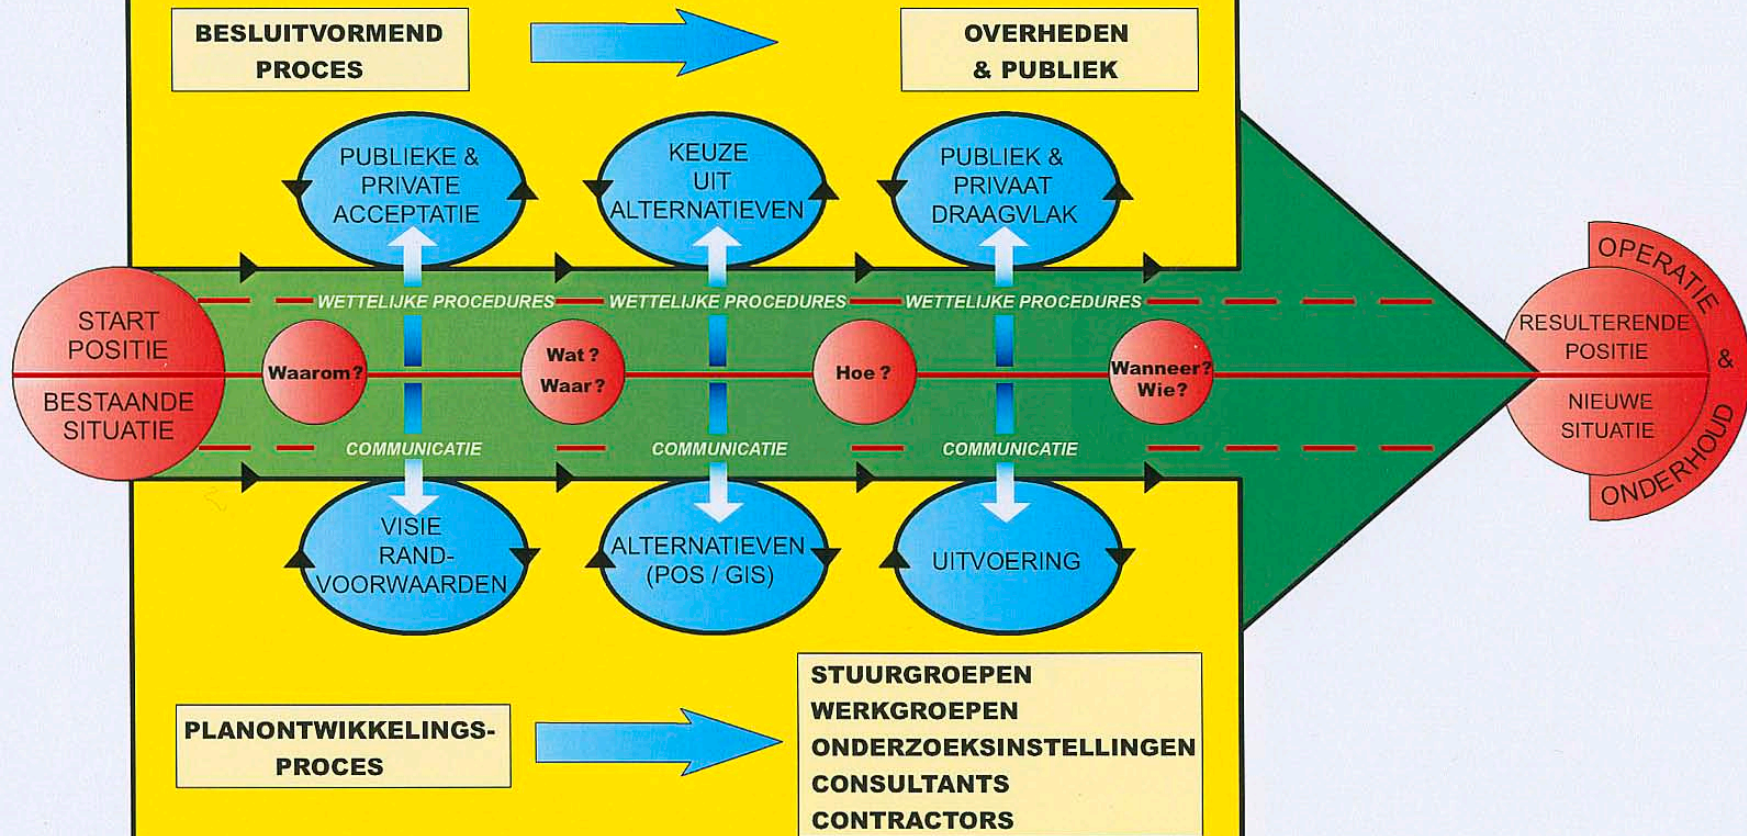 BESLUITVORMEND
PROCES
OVERHEDEN
& PUBLIEK
PUBLIEKE &
PRIVATE
ACCEPTATIE
KEUZE
UIT
ALTERNATIEVEN
PUBLIEK &
PRIVAAT
DRAAGVLAK
WETTELIJKE PROCEDURES
WETTELIJKE PROCEDURES
WETTELIJKE PROCEDURES
START
POSITIE
BESTAANDE
SITUATIE
Waarom?
Wat?
Waar?
Hoe?
Wanneer?
Wie?
RESULTERENDE
POSITIE
NIEUWE
SITUATIE
OPERATIE
&
ONDERHOUD
COMMUNICATIE
COMMUNICATIE
COMMUNICATIE
VISIE
RAND-
VOORWAARDEN
ALTERNATIEVEN
(POS / GIS)
UITVOERING
PLANONTWIKKELINGS-
PROCES
STUURGROEPEN
WERKGROEPEN
ONDERZOEKSINSTELLINGEN
CONSULTANTS
CONTRACTORS